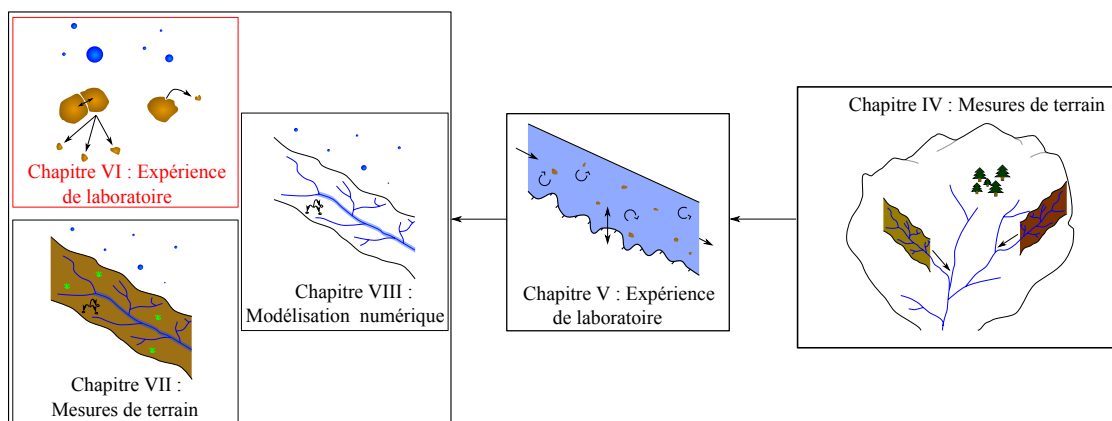 Chapitre VI : Expérience
de laboratoire
Chapitre VII :
Mesures de terrain
Chapitre VIII :
Modélisation numérique
Chapitre V : Expérience
de laboratoire
Chapitre IV : Mesures de terrain